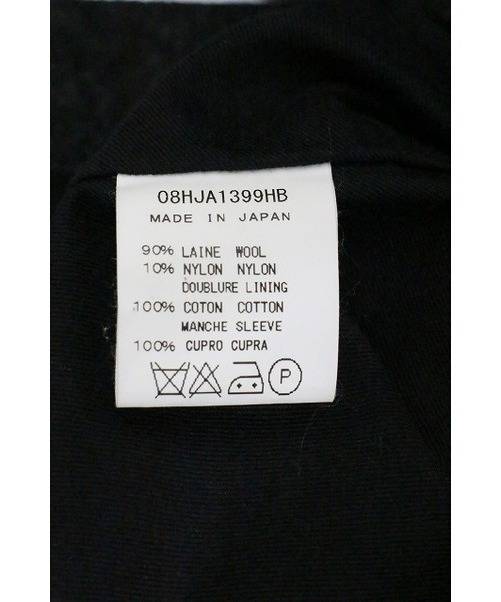 08HJA1399HB
MADE IN JAPAN
90% LAINE WOOL
10% NYLON NYLON
DOUBLURE LINING
100% COTON COTTON
MANCHE SLEEVE
100% CUPRO CUPRA
P